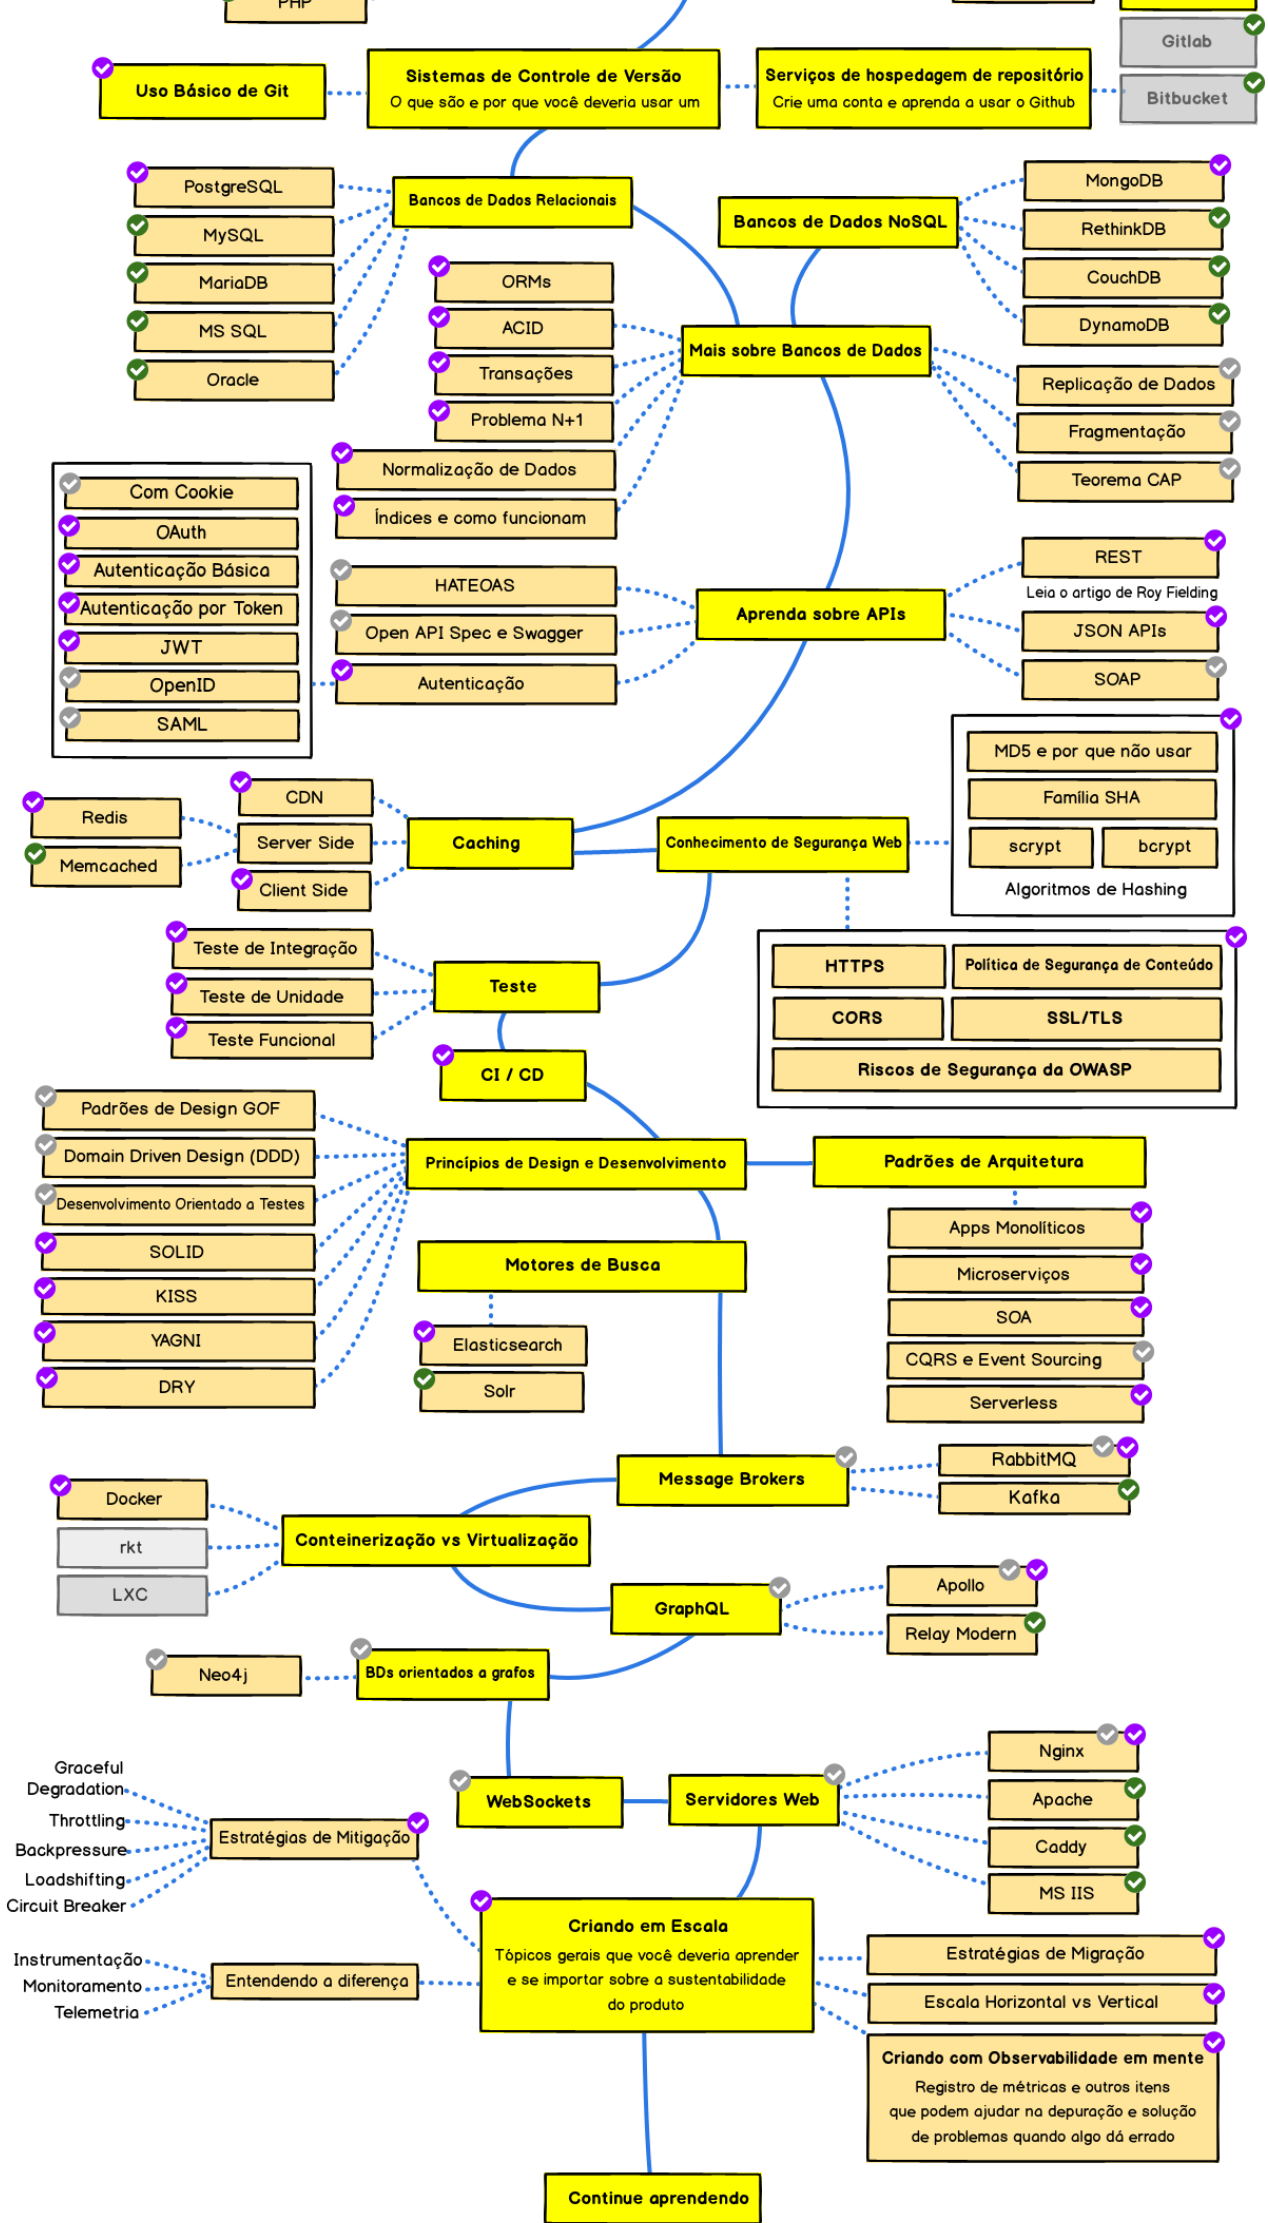 PHP
Gitlab
Bitbucket
Uso Básico de Git
Sistemas de Controle de Versão
O que são e por que você deveria usar um
Serviços de hospedagem de repositório
Crie uma conta e aprenda a usar o Github
PostgreSQL
MySQL
MariaDB
MS SQL
Oracle
Bancos de Dados Relacionais
Bancos de Dados NoSQL
MongoDB
RethinkDB
CouchDB
DynamoDB
ORMs
ACID
Transações
Problema N+1
Normalização de Dados
Índices e como funcionam
Mais sobre Bancos de Dados
Replicação de Dados
Fragmentação
Teorema CAP
Com Cookie
OAuth
Autenticação Básica
Autenticação por Token
JWT
OpenID
SAML
HATEOAS
Open API Spec e Swagger
Autenticação
Aprenda sobre APIs
REST
Leia o artigo de Roy Fielding
JSON APIs
SOAP
MD5 e por que não usar
Família SHA
scrypt
bcrypt
Algoritmos de Hashing
Redis
Memcached
CDN
Server Side
Client Side
Caching
Conhecimento de Segurança Web
HTTPS
Política de Segurança de Conteúdo
CORS
SSL/TLS
Riscos de Segurança da OWASP
Teste de Integração
Teste de Unidade
Teste Funcional
Teste
CI / CD
Padrões de Design GOF
Domain Driven Design (DDD)
Desenvolvimento Orientado a Testes
SOLID
KISS
YAGNI
DRY
Princípios de Design e Desenvolvimento
Padrões de Arquitetura
Apps Monolíticos
Microserviços
SOA
CQRS e Event Sourcing
Serverless
Motores de Busca
Elasticsearch
Solr
Message Brokers
RabbitMQ
Kafka
Docker
rkt
LXC
Conteinerização vs Virtualização
GraphQL
Apollo
Relay Modern
Neo4j
BDs orientados a grafos
WebSockets
Servidores Web
Nginx
Apache
Caddy
MS IIS
Graceful
Degradation
Throttling
Backpressure
Loadshifting
Circuit Breaker
Estratégias de Mitigação
Instrumentação
Monitoramento
Telemetria
Entendendo a diferença
Criando em Escala
Tópicos gerais que você deveria aprender
e se importar sobre a sustentabilidade
do produto
Estratégias de Migração
Escala Horizontal vs Vertical
Criando com Observabilidade em mente
Registro de métricas e outros itens
que podem ajudar na depuração e solução
de problemas quando algo dá errado
Continue aprendendo